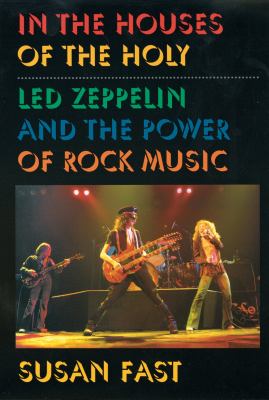 IN THE HOUSES
OF THE HOLY
LED ZEPPELIN
AND THE POWER
OF ROCK MUSIC
SUSAN FAST